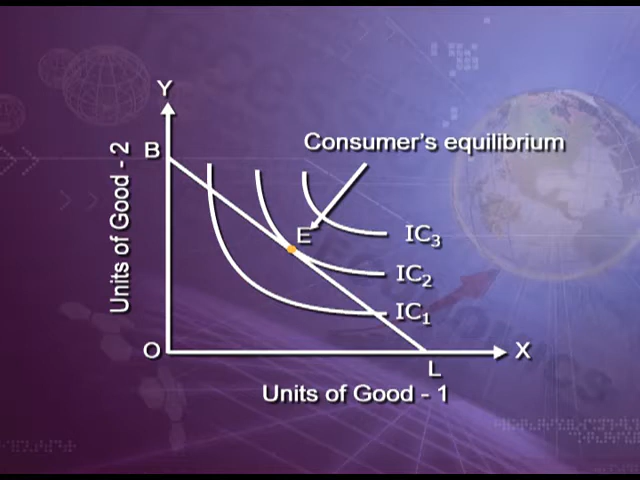 Y
Consumer's equilibrium
B
Units of Good - 2
E
IC₃
IC₂
IC₁
O
X
L
Units of Good - 1